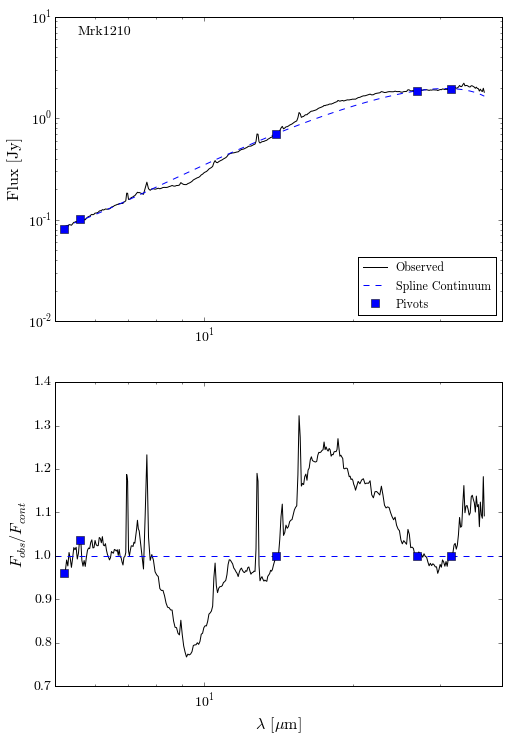 Mrk1210
Flux [Jy]
10^1
10^0
10^-1
10^-2
10^1
Observed
Spline Continuum
Pivots
F_obs/F_cont
1.4
1.3
1.2
1.1
1.0
0.9
0.8
0.7
10^1
λ [μm]